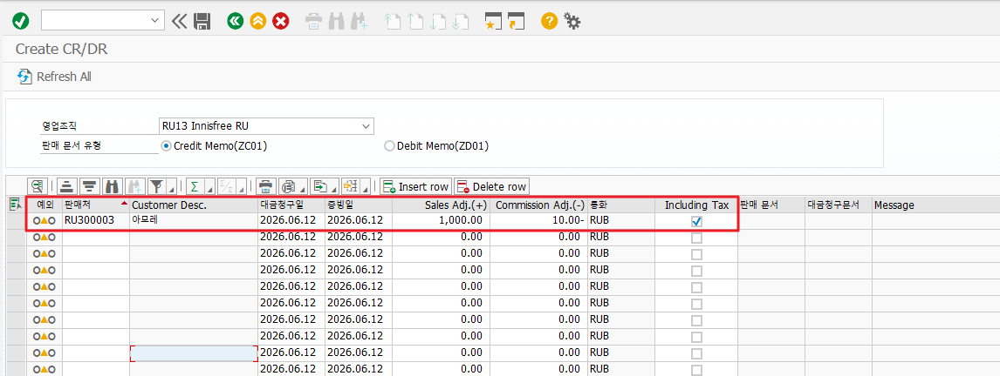 Create CR/DR
Refresh All
영업조직 RU13 Innisfree RU
판매 문서 유형 Credit Memo(ZC01) Debit Memo(ZD01)
Insert row Delete row
예외 판매처 Customer Desc. 대금청구일 증빙일 Sales Adj.(+) Commission Adj.(-)통화 Including Tax 판매 문서 대금청구문서 Message
RU300003 아모레 2026.06.12 2026.06.12 1,000.00 10.00- RUB
2026.06.12 2026.06.12 0.00 0.00 RUB
2026.06.12 2026.06.12 0.00 0.00 RUB
2026.06.12 2026.06.12 0.00 0.00 RUB
2026.06.12 2026.06.12 0.00 0.00 RUB
2026.06.12 2026.06.12 0.00 0.00 RUB
2026.06.12 2026.06.12 0.00 0.00 RUB
2026.06.12 2026.06.12 0.00 0.00 RUB
2026.06.12 2026.06.12 0.00 0.00 RUB
2026.06.12 2026.06.12 0.00 0.00 RUB